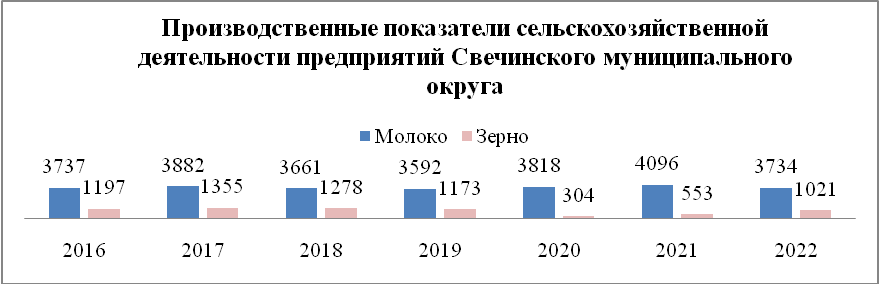 Производственные показатели сельскохозяйственной
деятельности предприятий Свечинского муниципального
округа
Молоко Зерно
3737 1197 3882 1355 3661 1278 3592 1173 3818 304 4096 553 3734 1021
2016 2017 2018 2019 2020 2021 2022